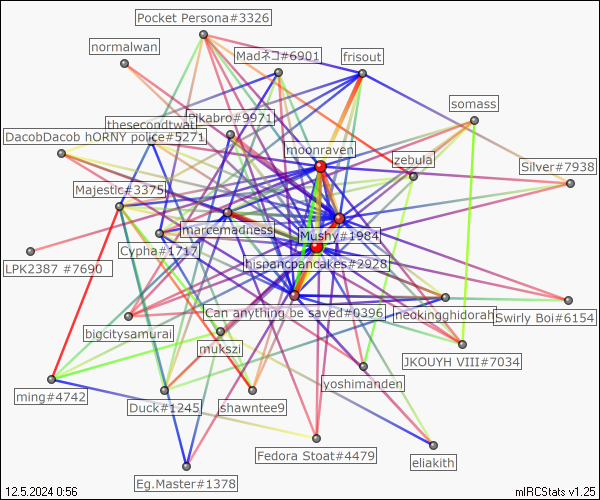 Pocket Persona#3326
normalwan
Madネコ#6901
frisout
somass
Pikabro#9971
thesecondtwat
DacobDacob hORNY police#5271
moonraven
zebula
Silver#7938
Majestic#3375
marcemadness
Mushy#1984
Cypha#1717
hispancpancakes#2928
LPK2387 #7690
Can anything be saved#0396
neokingghidorah
Swirly Boi#6154
bigcitysamurai
mukszi
JKOUYH VIII#7034
yoshimanden
ming#4742
Duck#1245
shawntee9
Fedora Stoat#4479
eliakith
Eg.Master#1378
12.5.2024 0:56
mIRCStats v1.25